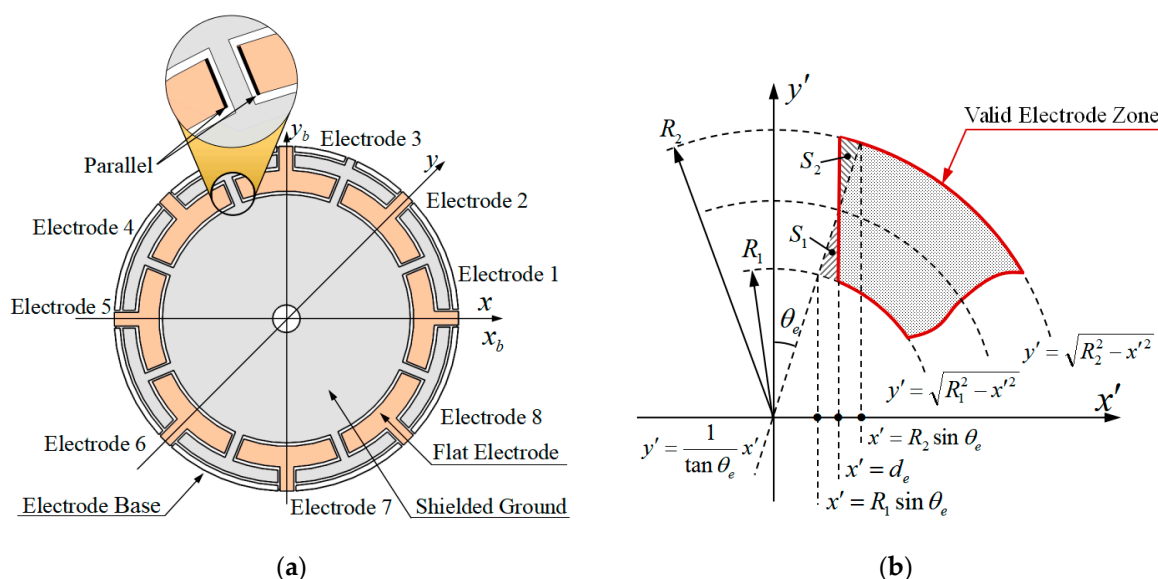 Parallel
y_b
Electrode 3
y
Electrode 2
Electrode 4
Electrode 1
Electrode 5
x
x_b
Electrode 8
Electrode 6
Flat Electrode
Electrode Base
Electrode 7
Shielded Ground
(a)
y′
Valid Electrode Zone
R_2
S_2
R_1
S_1
θ_e
y′ = √(R_2^2 − x′^2)
y′ = √(R_1^2 − x′^2)
x′
y′ = 1/(tan θ_e) x′
x′ = R_2 sin θ_e
x′ = d_e
x′ = R_1 sin θ_e
(b)